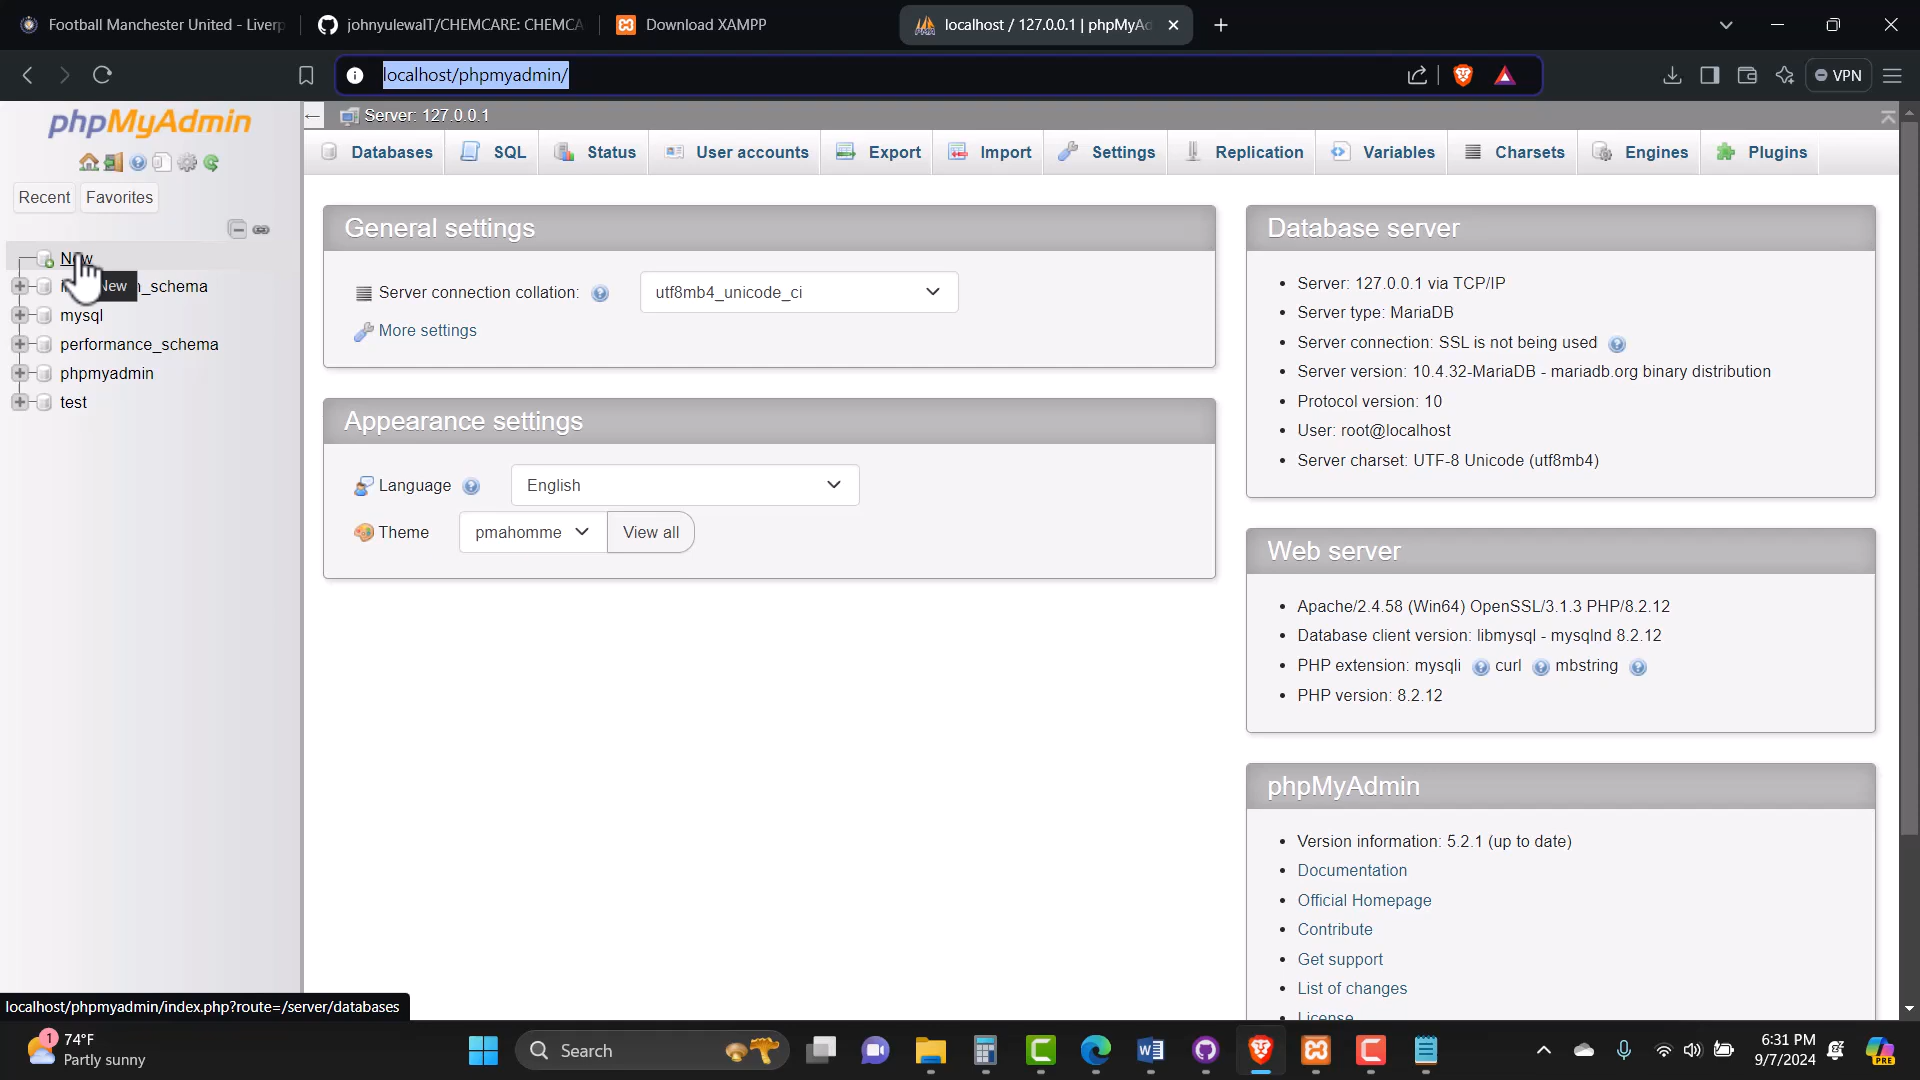 Football Manchester United - Liverp
johnyulewaIT/CHEMCARE: CHEMCA
Download XAMPP
localhost / 127.0.0.1 | phpMyAd
localhost/phpmyadmin/
VPN
phpMyAdmin
Recent
Favorites
New
New
_schema
mysql
performance_schema
phpmyadmin
test
Server: 127.0.0.1
Databases
SQL
Status
User accounts
Export
Import
Settings
Replication
Variables
Charsets
Engines
Plugins
General settings
Server connection collation:
utf8mb4_unicode_ci
More settings
Appearance settings
Language
English
Theme
pmahomme
View all
Database server
Server: 127.0.0.1 via TCP/IP
Server type: MariaDB
Server connection: SSL is not being used
Server version: 10.4.32-MariaDB - mariadb.org binary distribution
Protocol version: 10
User: root@localhost
Server charset: UTF-8 Unicode (utf8mb4)
Web server
Apache/2.4.58 (Win64) OpenSSL/3.1.3 PHP/8.2.12
Database client version: libmysql - mysqlnd 8.2.12
PHP extension: mysqli curl mbstring
PHP version: 8.2.12
phpMyAdmin
Version information: 5.2.1 (up to date)
Documentation
Official Homepage
Contribute
Get support
List of changes
License
localhost/phpmyadmin/index.php?route=/server/databases
1
74°F
Partly sunny
Search
6:31 PM
9/7/2024
PRE